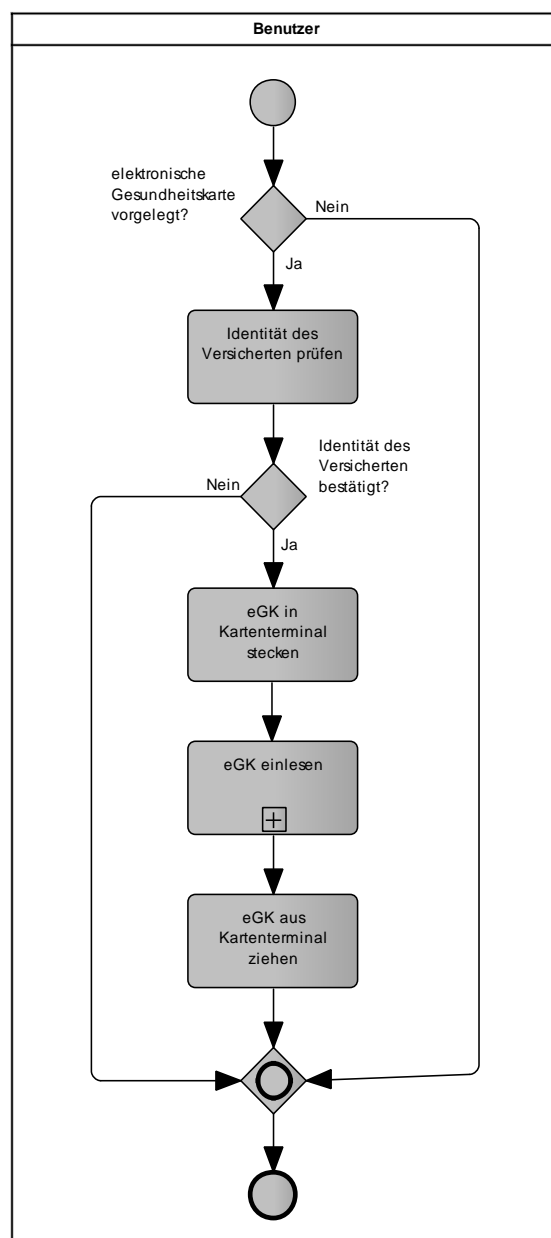 Benutzer
elektronische
Gesundheitskarte
vorgelegt?
Nein
Ja
Identität des
Versicherten prüfen
Identität des
Versicherten
bestätigt?
Nein
Ja
eGK in
Kartenterminal
stecken
eGK einlesen
eGK aus
Kartenterminal
ziehen